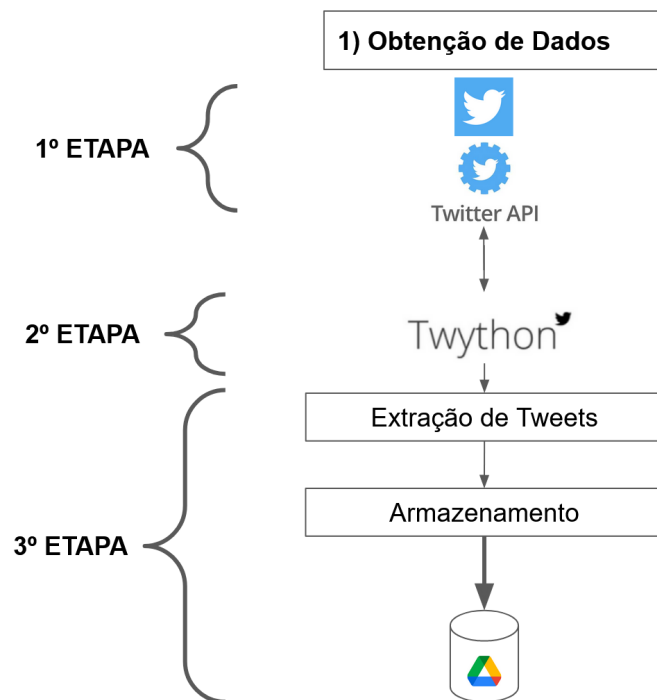 1) Obtenção de Dados
1º ETAPA
Twitter API
2º ETAPA
Twython
Extração de Tweets
Armazenamento
3º ETAPA